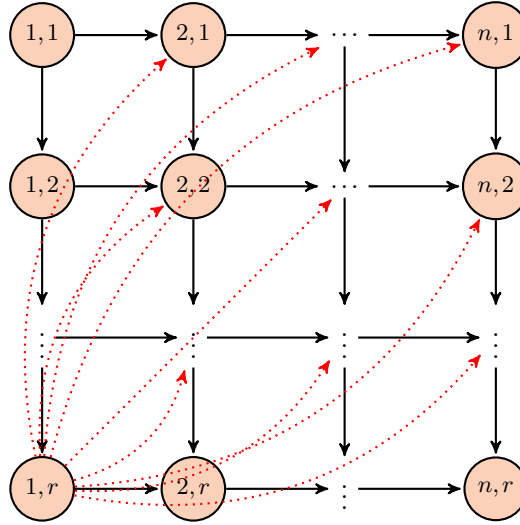 1, 1 2, 1 ⋯ n, 1
1, 2 2, 2 ⋯ n, 2
⋮ ⋮ ⋮ ⋮
1, r 2, r ⋮ n, r